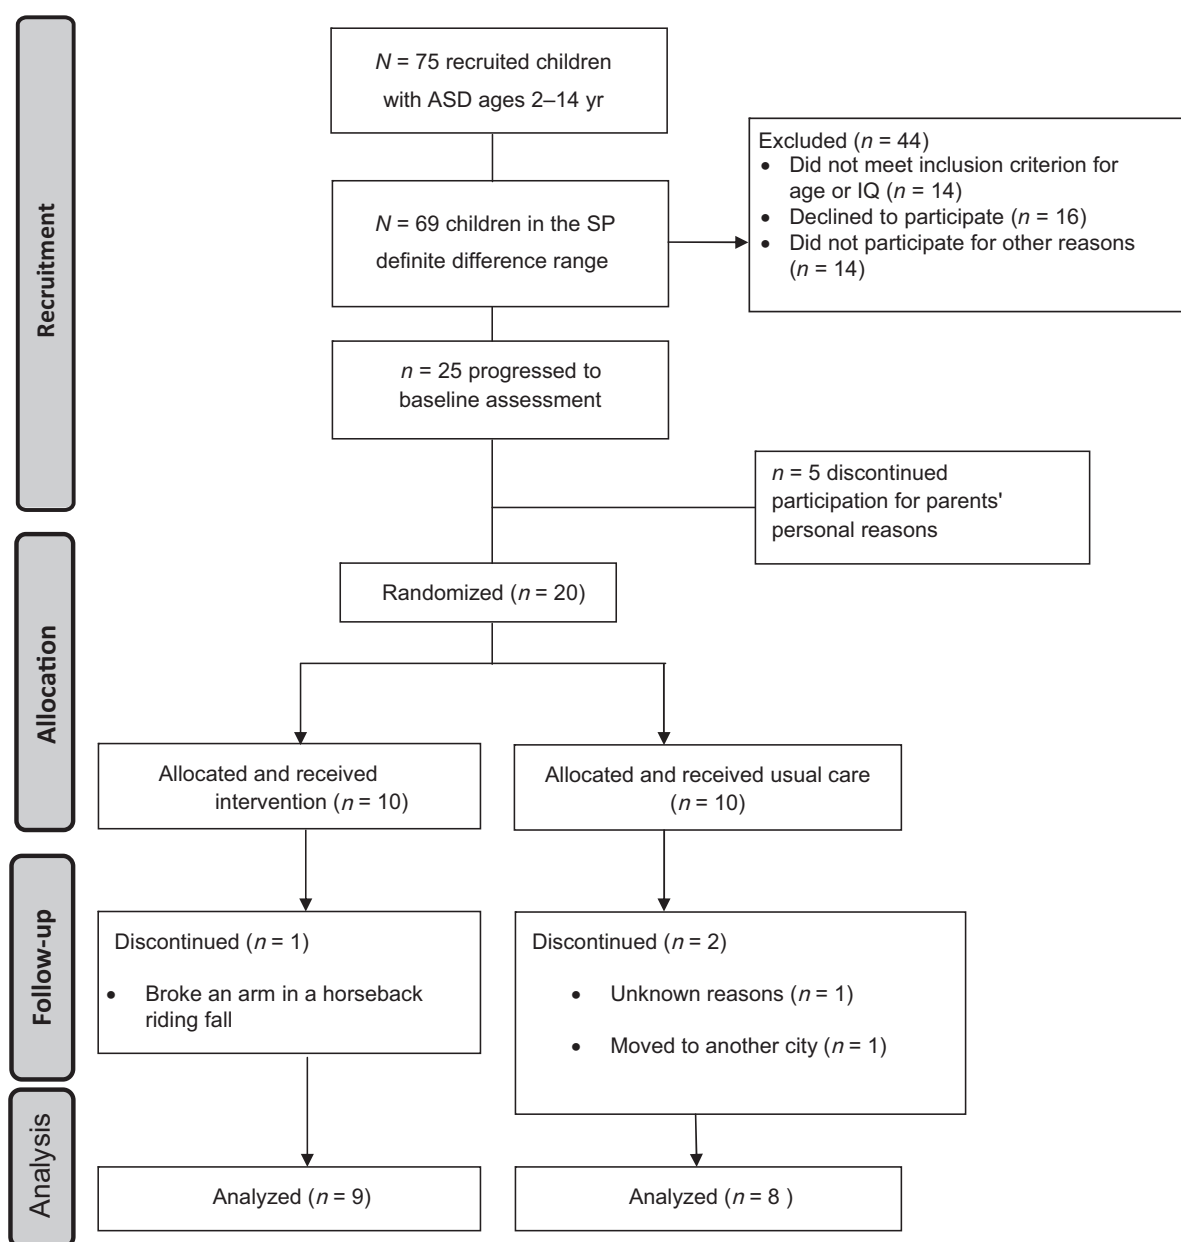 Recruitment
N = 75 recruited children
with ASD ages 2–14 yr
Excluded (n = 44)
• Did not meet inclusion criterion for
age or IQ (n = 14)
• Declined to participate (n = 16)
• Did not participate for other reasons
(n = 14)
N = 69 children in the SP
definite difference range
n = 25 progressed to
baseline assessment
n = 5 discontinued
participation for parents'
personal reasons
Allocation
Randomized (n = 20)
Allocated and received
intervention (n = 10)
Allocated and received usual care
(n = 10)
Follow-up
Discontinued (n = 1)
• Broke an arm in a horseback
riding fall
Discontinued (n = 2)
• Unknown reasons (n = 1)
• Moved to another city (n = 1)
Analysis
Analyzed (n = 9)
Analyzed (n = 8 )